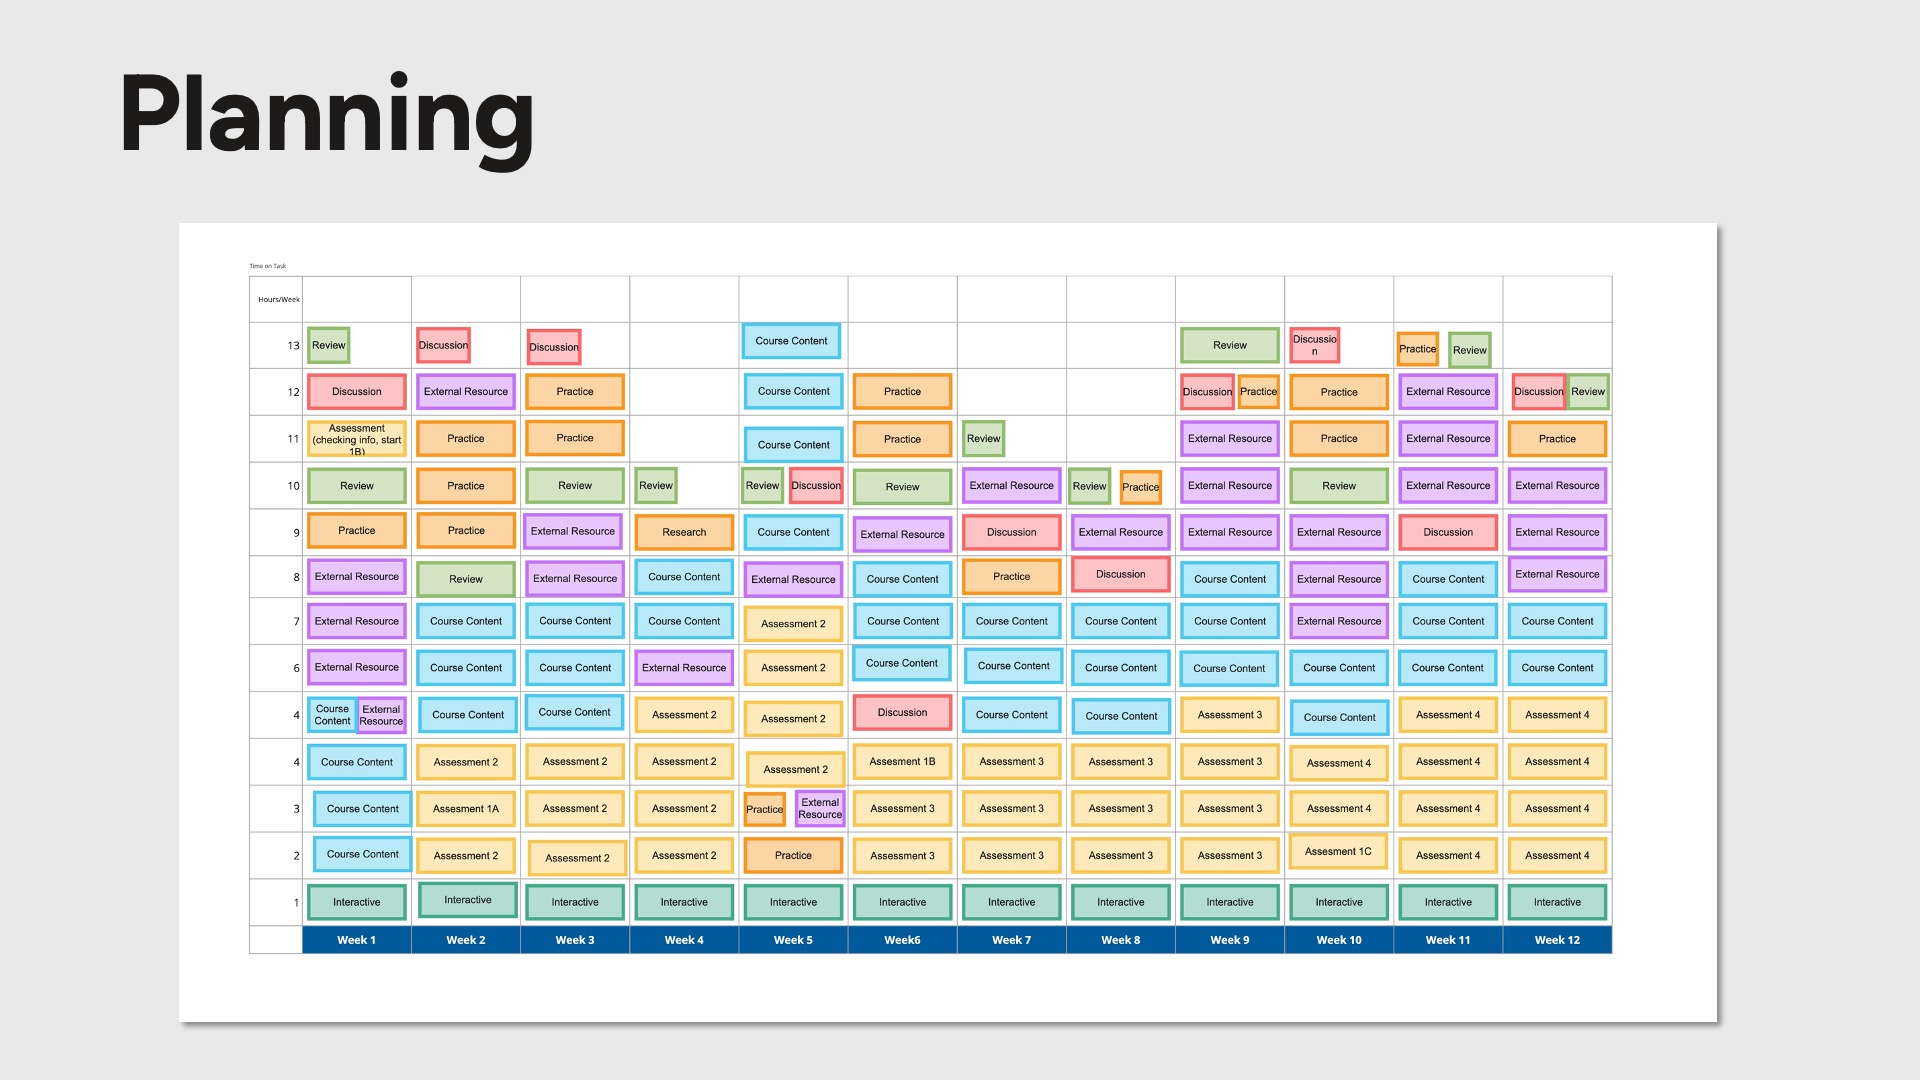 Planning
Time on Task
Hours/Week
13 Review Discussion Discussion Course Content Review Discussio
n Practice Review
12 Discussion External Resource Practice Course Content Practice Discussion Practice Practice External Resource Discussion Review
11 Assessment
(checking info, start
1B) Practice Practice Course Content Practice Review External Resource Practice External Resource Practice
10 Review Practice Review Review Review Discussion Review External Resource Review Practice External Resource Review External Resource External Resource
9 Practice Practice External Resource Research Course Content External Resource Discussion External Resource External Resource External Resource Discussion External Resource
8 External Resource Review External Resource Course Content External Resource Course Content Practice Discussion Course Content External Resource Course Content External Resource
7 External Resource Course Content Course Content Course Content Assessment 2 Course Content Course Content Course Content Course Content External Resource Course Content Course Content
6 External Resource Course Content Course Content External Resource Assessment 2 Course Content Course Content Course Content Course Content Course Content Course Content Course Content
4 Course
Content External
Resource Course Content Course Content Assessment 2 Assessment 2 Discussion Course Content Course Content Assessment 3 Course Content Assessment 4 Assessment 4
4 Course Content Assessment 2 Assessment 2 Assessment 2 Assessment 2 Assesment 1B Assessment 3 Assessment 3 Assessment 3 Assessment 4 Assessment 4 Assessment 4
3 Course Content Assesment 1A Assessment 2 Assessment 2 Practice External
Resource Assessment 3 Assessment 3 Assessment 3 Assessment 3 Assessment 4 Assessment 4 Assessment 4
2 Course Content Assessment 2 Assessment 2 Assessment 2 Practice Assessment 3 Assessment 3 Assessment 3 Assessment 3 Assesment 1C Assessment 4 Assessment 4
1 Interactive Interactive Interactive Interactive Interactive Interactive Interactive Interactive Interactive Interactive Interactive Interactive
Week 1 Week 2 Week 3 Week 4 Week 5 Week6 Week 7 Week 8 Week 9 Week 10 Week 11 Week 12